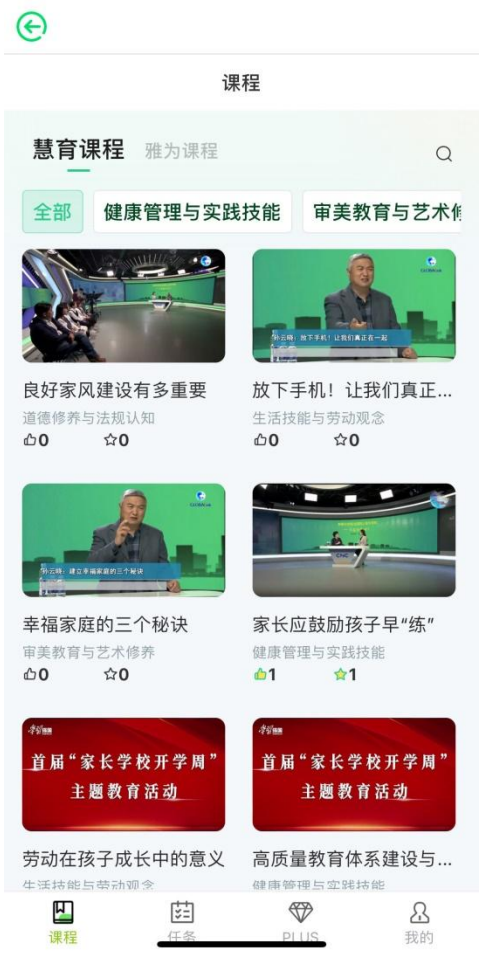 课程
慧育课程 雅为课程
全部 健康管理与实践技能 审美教育与艺术修
孙云晓：放下手机！让我们真正在一起
良好家风建设有多重要 放下手机！让我们真正...
道德修养与法规认知 生活技能与劳动观念
0 0 0 0
孙云晓：建立幸福家庭的三个秘诀
CNC
幸福家庭的三个秘诀 家长应鼓励孩子早“练”
审美教育与艺术修养 健康管理与实践技能
0 0 1 1
首届“家长学校开学周” 首届“家长学校开学周”
主题教育活动 主题教育活动
劳动在孩子成长中的意义 高质量教育体系建设与...
生活技能与劳动观念 健康管理与实践技能
课程 任务 PLUS 我的